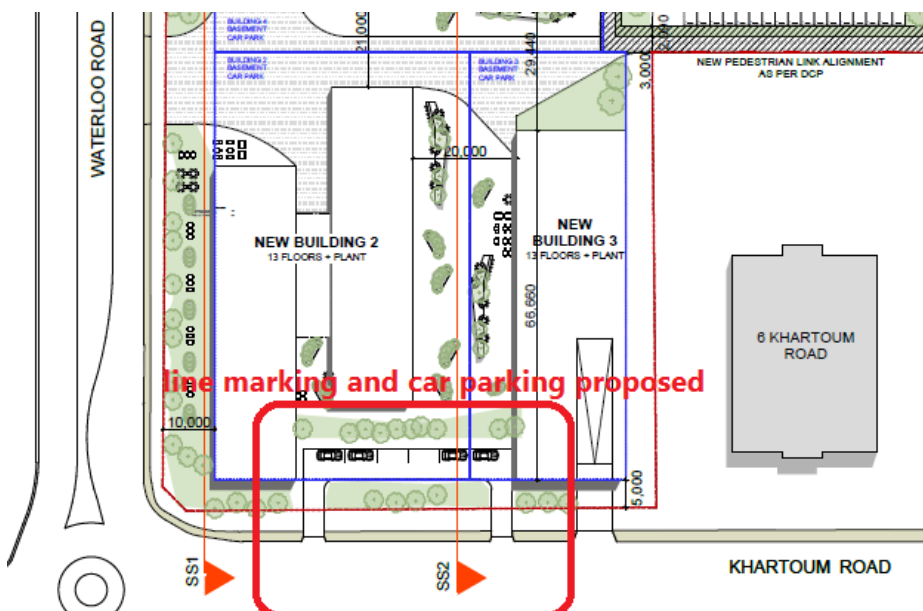 WATERLOO ROAD
BUILDING 4
BASEMENT
CAR PARK
BUILDING 2
BASEMENT
CAR PARK
21,000
BUILDING 3
BASEMENT
CAR PARK
29,440
2,990
3,000
NEW PEDESTRIAN LINK ALIGNMENT
AS PER DCP
20,000
NEW BUILDING 2
13 FLOORS + PLANT
NEW
BUILDING 3
13 FLOORS + PLANT
66,660
6 KHARTOUM
ROAD
line marking and car parking proposed
10,000
5,000
SS1
SS2
KHARTOUM ROAD